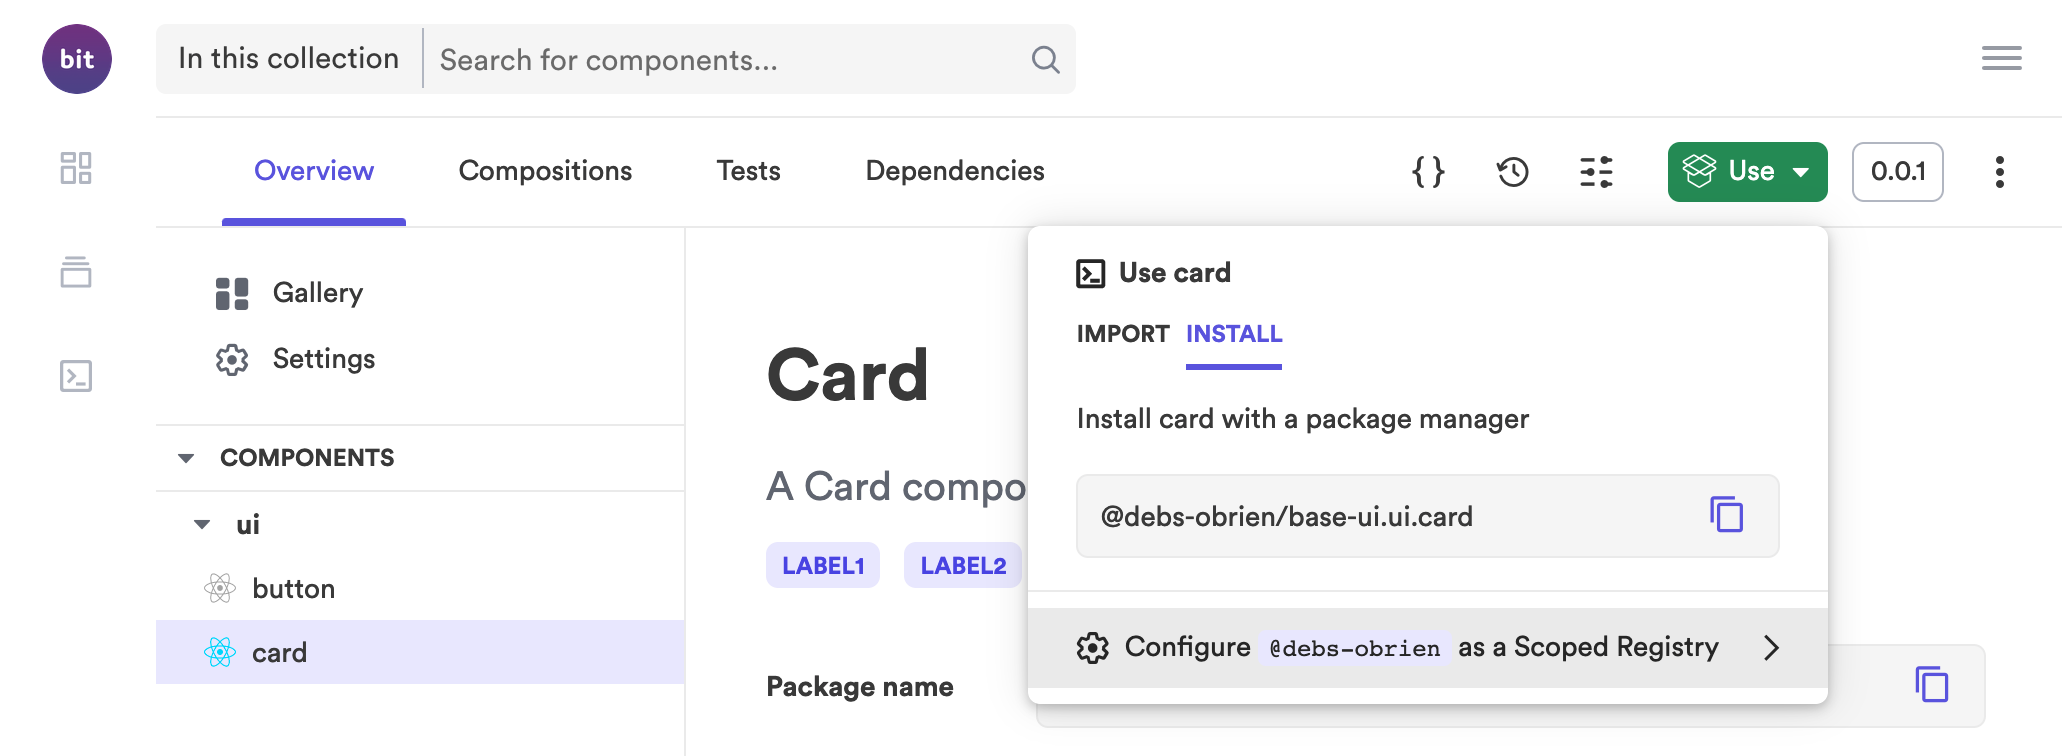 bit
In this collection
Search for components...
Overview
Compositions
Tests
Dependencies
{ }
Use
0.0.1
Gallery
Settings
COMPONENTS
ui
button
card
Card
A Card compo
LABEL1
LABEL2
Package name
Use card
IMPORT
INSTALL
Install card with a package manager
@debs-obrien/base-ui.ui.card
Configure @debs-obrien as a Scoped Registry